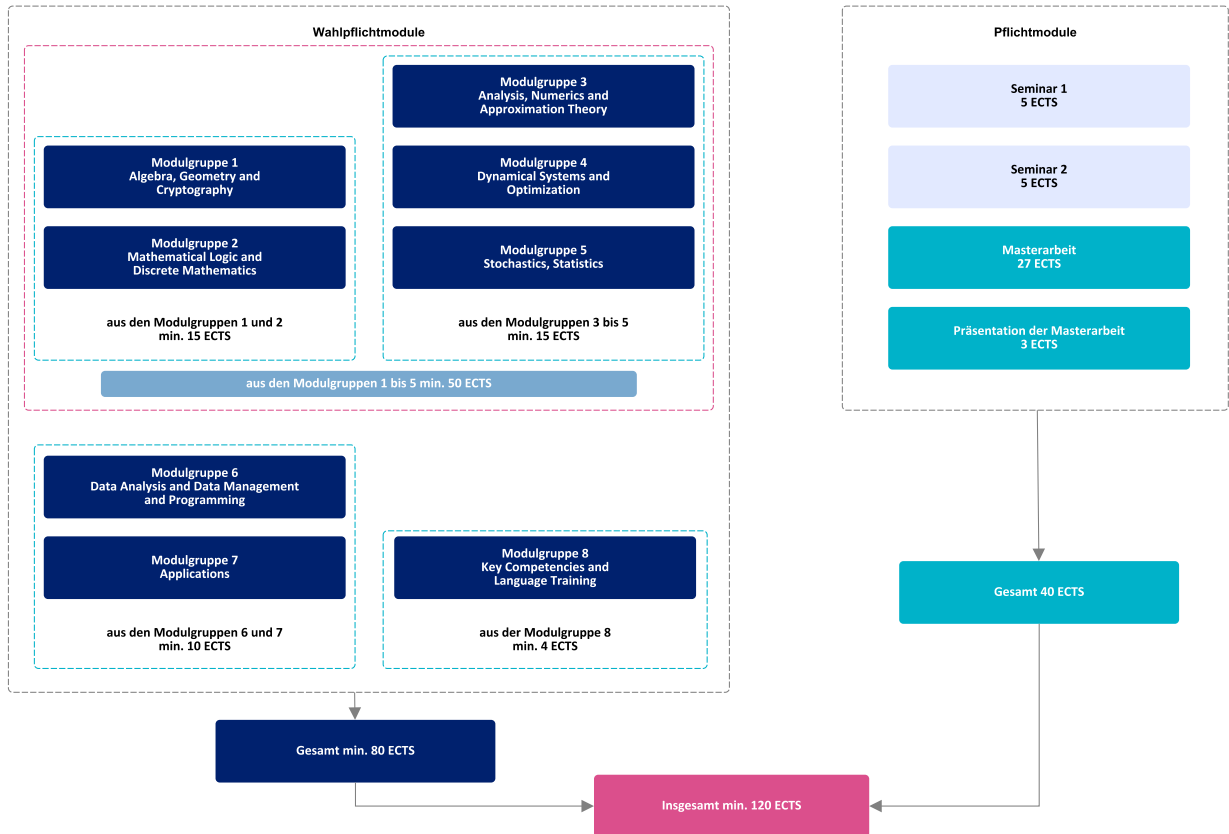 Wahlpflichtmodule
Modulgruppe 1
Algebra, Geometry and
Cryptography
Modulgruppe 2
Mathematical Logic and
Discrete Mathematics
aus den Modulgruppen 1 und 2
min. 15 ECTS
Modulgruppe 3
Analysis, Numerics and
Approximation Theory
Modulgruppe 4
Dynamical Systems and
Optimization
Modulgruppe 5
Stochastics, Statistics
aus den Modulgruppen 3 bis 5
min. 15 ECTS
aus den Modulgruppen 1 bis 5 min. 50 ECTS
Modulgruppe 6
Data Analysis and Data Management
and Programming
Modulgruppe 7
Applications
aus den Modulgruppen 6 und 7
min. 10 ECTS
Modulgruppe 8
Key Competencies and
Language Training
aus der Modulgruppe 8
min. 4 ECTS
Gesamt min. 80 ECTS
Pflichtmodule
Seminar 1
5 ECTS
Seminar 2
5 ECTS
Masterarbeit
27 ECTS
Präsentation der Masterarbeit
3 ECTS
Gesamt 40 ECTS
Insgesamt min. 120 ECTS